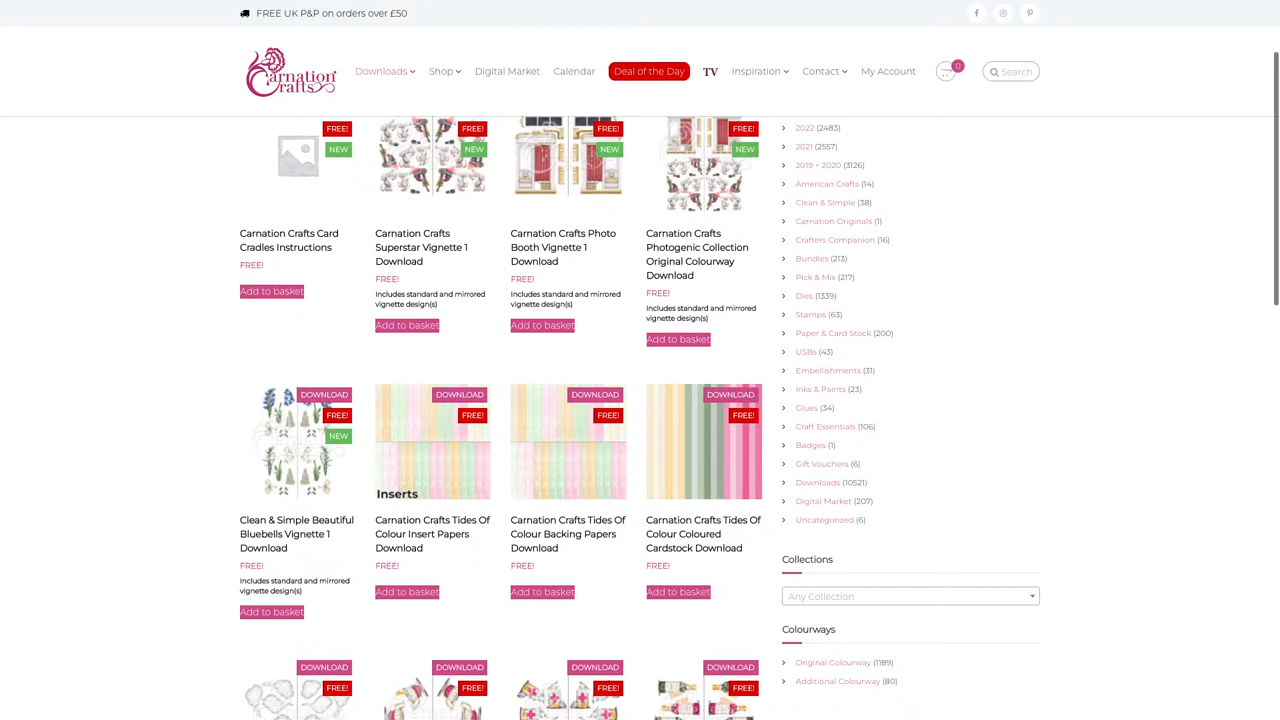 FREE UK P&P on orders over £50
Carnation Crafts
Downloads Shop Digital Market Calendar Deal of the Day TV Inspiration Contact My Account 0 Search
FREE! FREE! FREE! FREE!
NEW NEW NEW NEW
Carnation Crafts Card
Cradles Instructions
FREE!
Add to basket
Carnation Crafts
Superstar Vignette 1
Download
FREE!
Includes standard and mirrored
vignette design(s)
Add to basket
Carnation Crafts Photo
Booth Vignette 1
Download
FREE!
Includes standard and mirrored
vignette design(s)
Add to basket
Carnation Crafts
Photogenic Collection
Original Colourway
Download
FREE!
Includes standard and mirrored
vignette design(s)
Add to basket
DOWNLOAD DOWNLOAD DOWNLOAD DOWNLOAD
FREE! FREE! FREE! FREE!
NEW
Inserts
Clean & Simple Beautiful
Bluebells Vignette 1
Download
FREE!
Includes standard and mirrored
vignette design(s)
Add to basket
Carnation Crafts Tides Of
Colour Insert Papers
Download
FREE!
Add to basket
Carnation Crafts Tides Of
Colour Backing Papers
Download
FREE!
Add to basket
Carnation Crafts Tides Of
Colour Coloured
Cardstock Download
FREE!
Add to basket
DOWNLOAD DOWNLOAD DOWNLOAD DOWNLOAD
FREE! FREE! FREE! FREE!
2022 (2483)
2021 (2557)
2019 + 2020 (3126)
American Crafts (14)
Clean & Simple (38)
Carnation Originals (1)
Crafters Companion (16)
Bundles (213)
Pick & Mix (217)
Dies (1339)
Stamps (63)
Paper & Card Stock (200)
USBs (43)
Embellishments (31)
Inks & Paints (23)
Glues (34)
Craft Essentials (106)
Badges (1)
Gift Vouchers (6)
Downloads (10521)
Digital Market (207)
Uncategorized (6)
Collections
Any Collection
Colourways
Original Colourway (1189)
Additional Colourway (80)